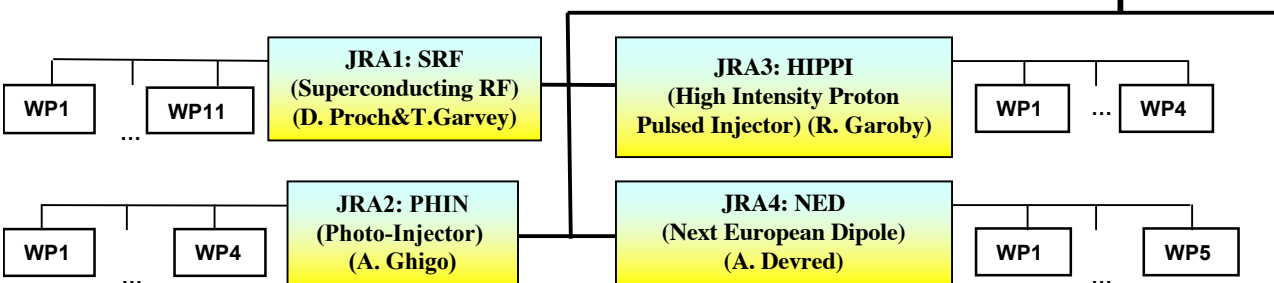 JRA1: SRF
(Superconducting RF)
(D. Proch&T.Garvey)
WP1
...
WP11
JRA3: HIPPI
(High Intensity Proton
Pulsed Injector) (R. Garoby)
WP1
...
WP4
JRA2: PHIN
(Photo-Injector)
(A. Ghigo)
WP1
...
WP4
JRA4: NED
(Next European Dipole)
(A. Devred)
WP1
...
WP5